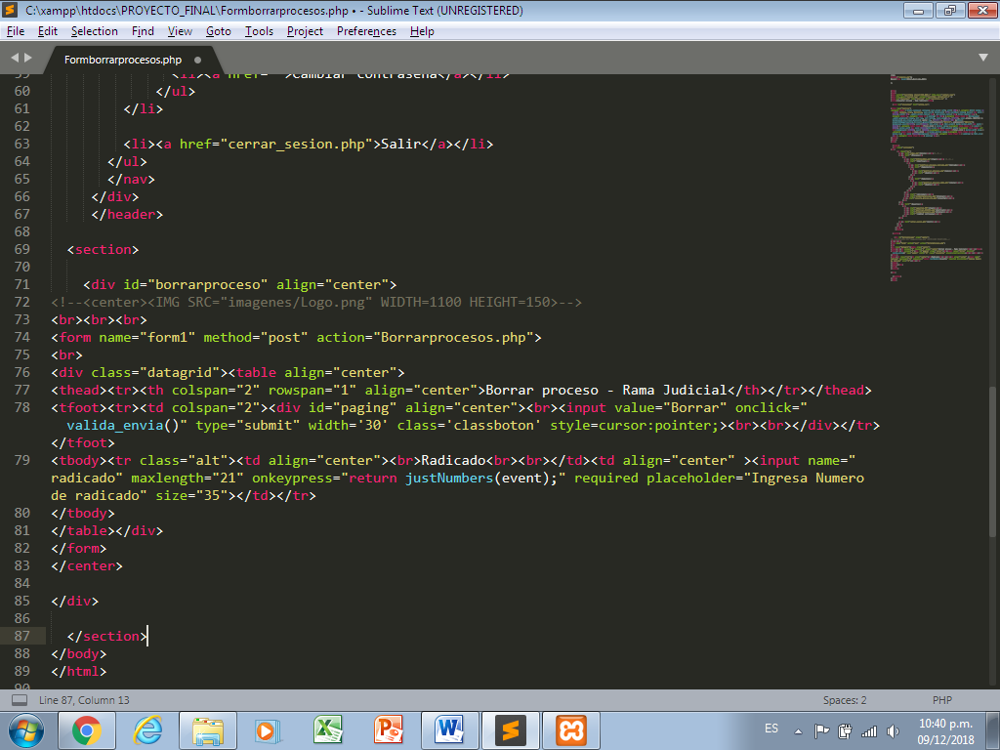 C:\xampp\htdocs\PROYECTO_FINAL\Formborrarprocesos.php • - Sublime Text (UNREGISTERED)
File Edit Selection Find View Goto Tools Project Preferences Help
Formborrarprocesos.php
59 <li><a href="">Cambiar Contraseña</a></li>
60 </ul>
61 </li>
62
63 <li><a href="cerrar_sesion.php">Salir</a></li>
64 </ul>
65 </nav>
66 </div>
67 </header>
68
69 <section>
70
71 <div id="borrarproceso" align="center">
72 <!--<center><IMG SRC="imagenes/Logo.png" WIDTH=1100 HEIGHT=150>-->
73 <br><br><br>
74 <form name="form1" method="post" action="Borrarprocesos.php">
75 <br>
76 <div class="datagrid"><table align="center">
77 <thead><tr><th colspan="2" rowspan="1" align="center">Borrar proceso - Rama Judicial</th></tr></thead>
78 <tfoot><tr><td colspan="2"><div id="paging" align="center"><br><input value="Borrar" onclick="
valida_envia()" type="submit" width='30' class='classboton' style=cursor:pointer;><br><br></div></tr>
</tfoot>
79 <tbody><tr class="alt"><td align="center"><br>Radicado<br><br></td><td align="center" ><input name="
radicado" maxlength="21" onkeypress="return justNumbers(event);" required placeholder="Ingresa Numero
de radicado" size="35"></td></tr>
80 </tbody>
81 </table></div>
82 </form>
83 </center>
84
85 </div>
86
87 </section>
88 </body>
89 </html>
90
Line 87, Column 13 Spaces: 2 PHP
ES 10:40 p.m.
09/12/2018